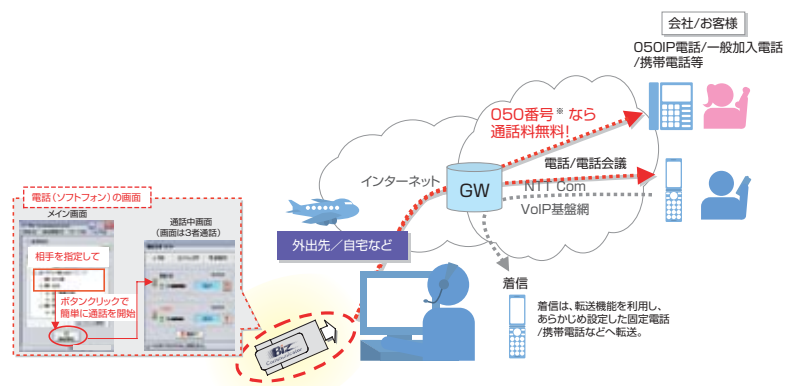 会社/お客様
050IP電話/一般加入電話
/携帯電話等
050番号※なら
通話料無料!
電話/電話会議
インターネット
GW
NTT Com
VoIP基盤網
電話(ソフトフォン)の画面
メイン画面
通話中画面
(画面は3者通話)
相手を指定して
ボタンクリックで
簡単に通話を開始
外出先/自宅など
Biz
Communicator
着信
着信は、転送機能を利用し、
あらかじめ設定した固定電話
/携帯電話などへ転送。